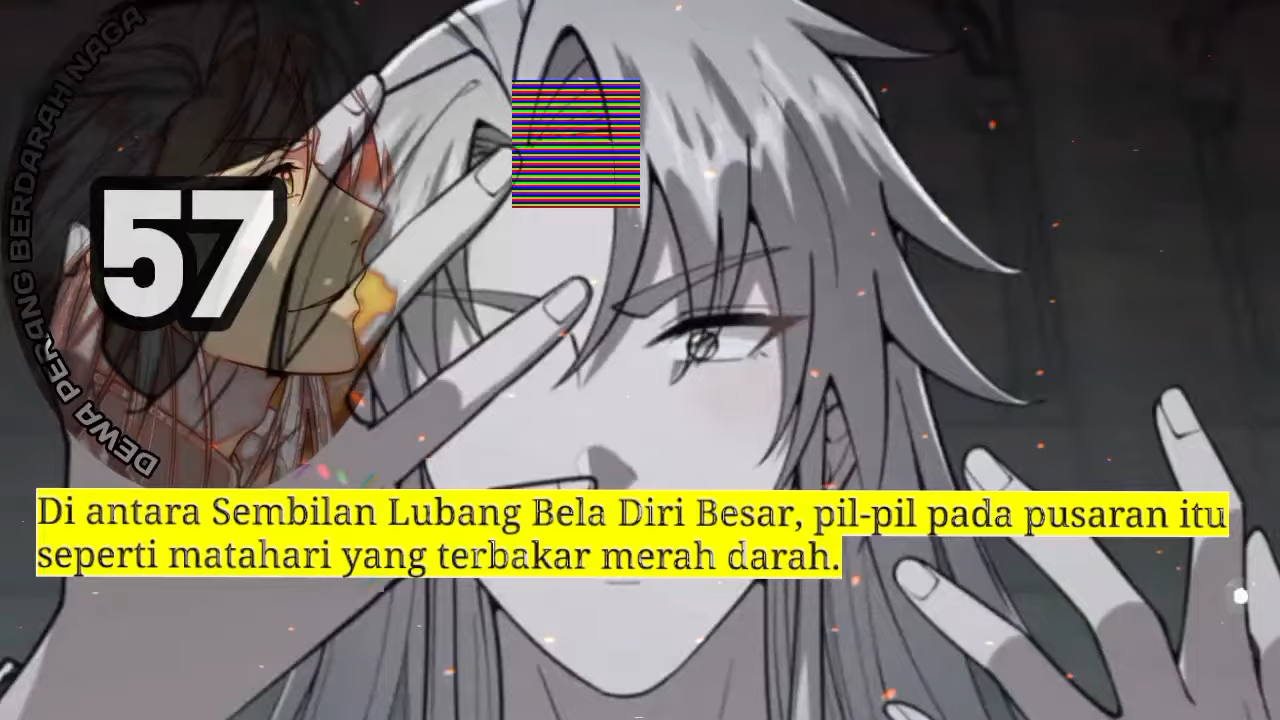 DEWA PERANG BERDARAH NAGA
57
Di antara Sembilan Lubang Bela Diri Besar, pil-pil pada pusaran itu
seperti matahari yang terbakar merah darah.